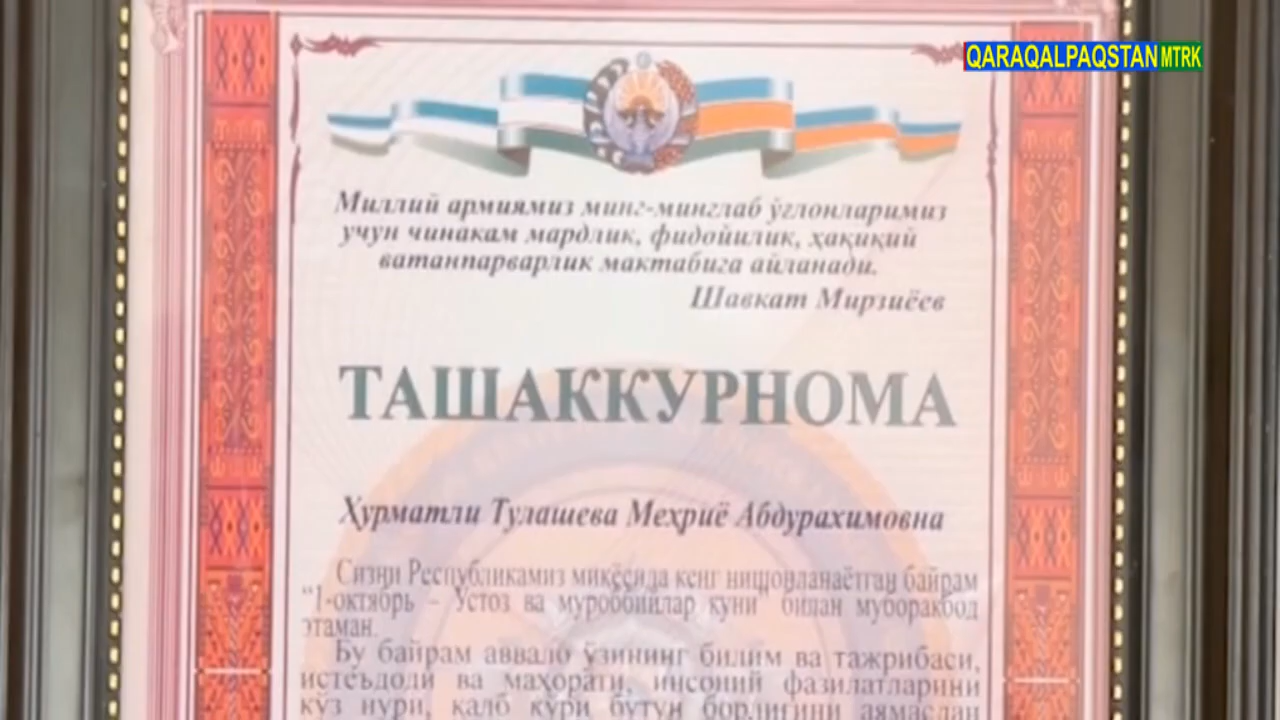 QARAQALPAQSTAN MTRK
Миллий армиямиз минг-минглаб ўғлонларимиз
учун чинакам мардлик, фидойилик, ҳақиқий
ватанпарварлик мактабига айланади.
Шавкат Мирзиёев
ТАШАККУРНОМА
Ҳурматли Тулашева Меҳриё Абдурахимовна
Сизни Республикамиз миқёсида кенг нишонланаётган байрам
"1-октябрь – Устоз ва мураббийлар куни" билан муборакбод
этаман.
Бу байрам аввало ўзининг билим ва тажрибаси,
истеъдоди ва маҳорати, инсоний фазилатларини
кўз нури, қалб қўри бутун борлиғини аямасдан